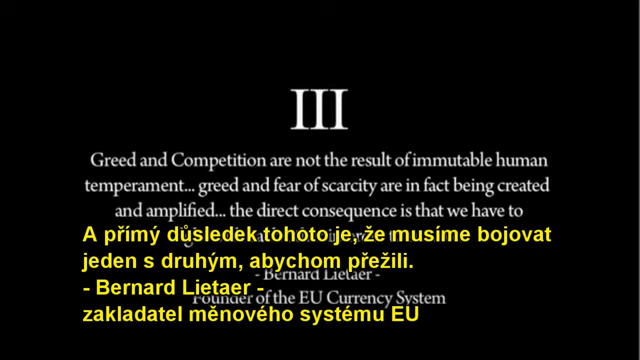 III
Greed and Competition are not the result of immutable human
temperament... greed and fear of scarcity are in fact being created
and amplified... the direct consequence is that we have to
A přímý důsledek tohoto je, že musíme bojovat
jeden s druhým, abychom přežili.
- Bernard Lietaer -
- Bernard Lietaer -
Founder of the EU Currency System
zakladatel měnového systému EU